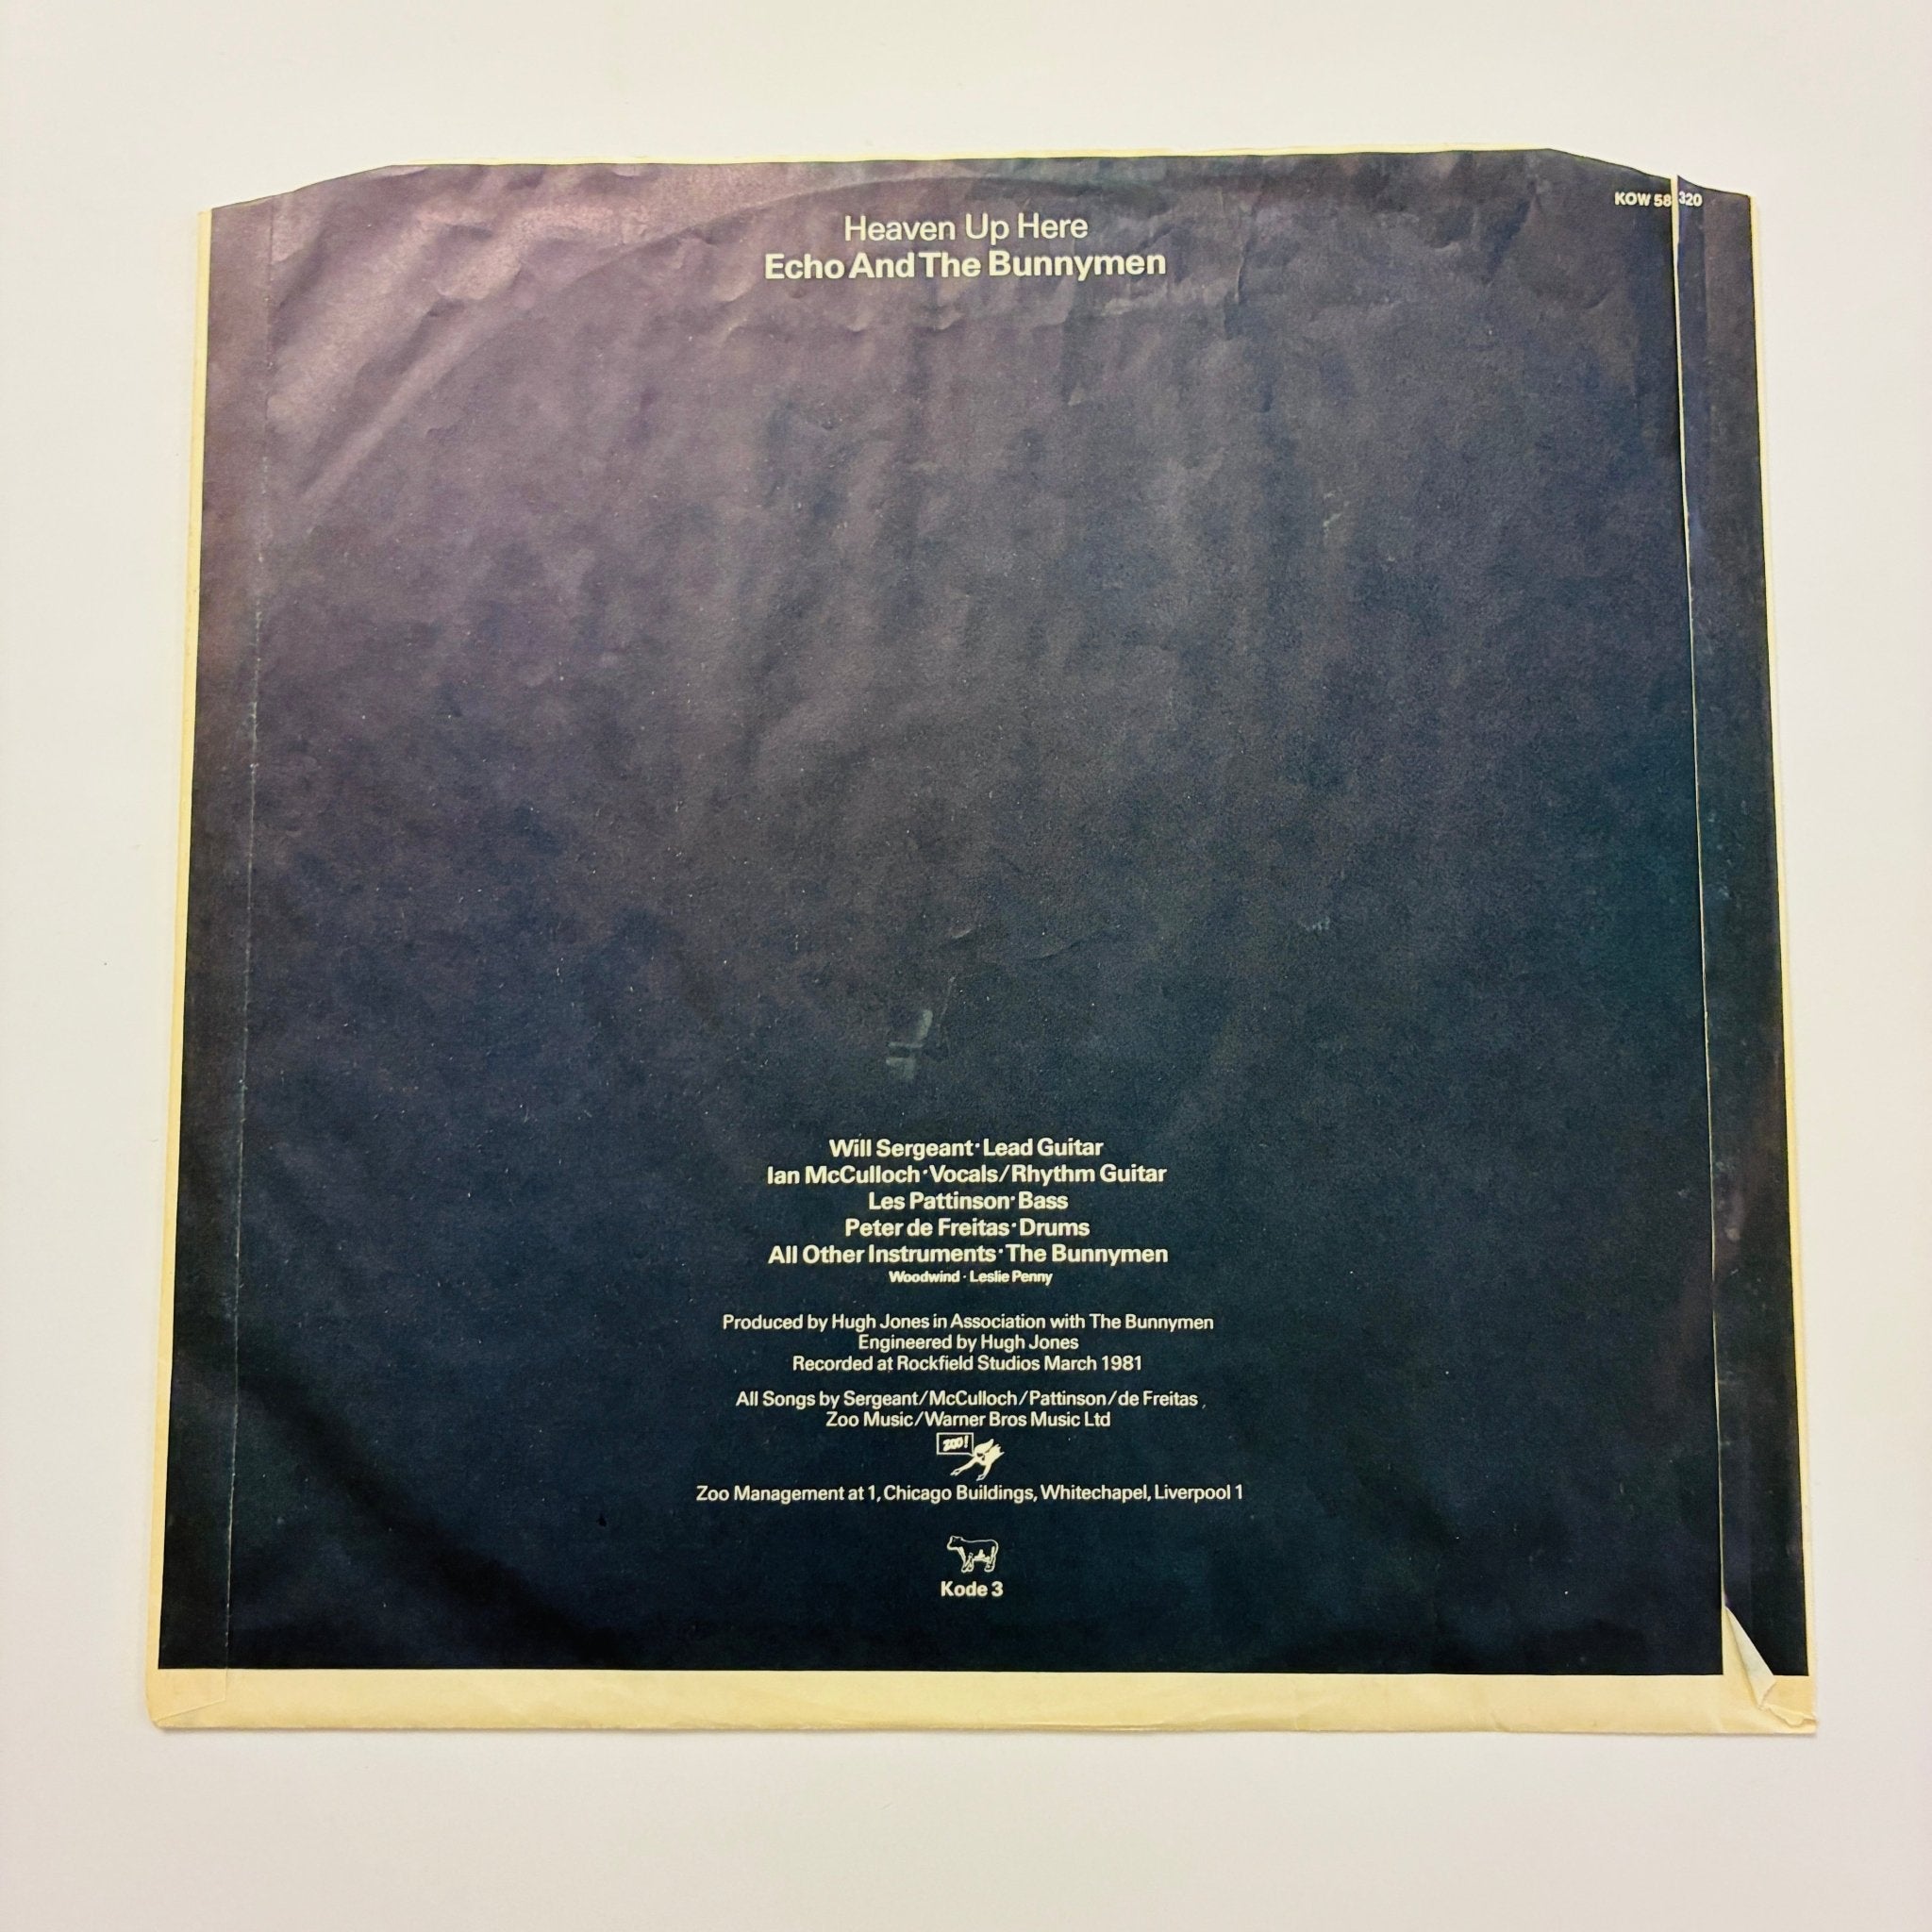 KOW 58 320
Heaven Up Here
Echo And The Bunnymen
Will Sergeant · Lead Guitar
Ian McCulloch · Vocals/Rhythm Guitar
Les Pattinson · Bass
Peter de Freitas · Drums
All Other Instruments · The Bunnymen
Woodwind · Leslie Penny
Produced by Hugh Jones in Association with The Bunnymen
Engineered by Hugh Jones
Recorded at Rockfield Studios March 1981
All Songs by Sergeant/McCulloch/Pattinson/de Freitas
Zoo Music/Warner Bros Music Ltd
ZOO!
Zoo Management at 1, Chicago Buildings, Whitechapel, Liverpool 1
Kode 3